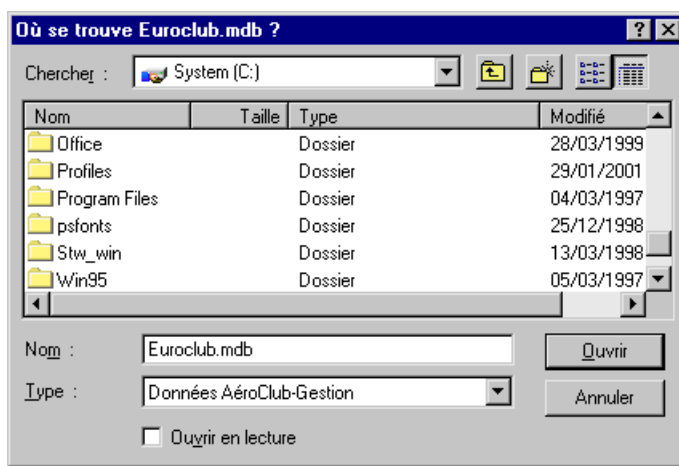 Où se trouve Euroclub.mdb ?
Chercher : System (C:)
Nom Taille Type Modifié
Office Dossier 28/03/1999
Profiles Dossier 29/01/2001
Program Files Dossier 04/03/1997
psfonts Dossier 25/12/1998
Stw_win Dossier 13/03/1998
Win95 Dossier 05/03/1997
Nom : Euroclub.mdb Ouvrir
Type : Données AéroClub-Gestion Annuler
Ouvrir en lecture